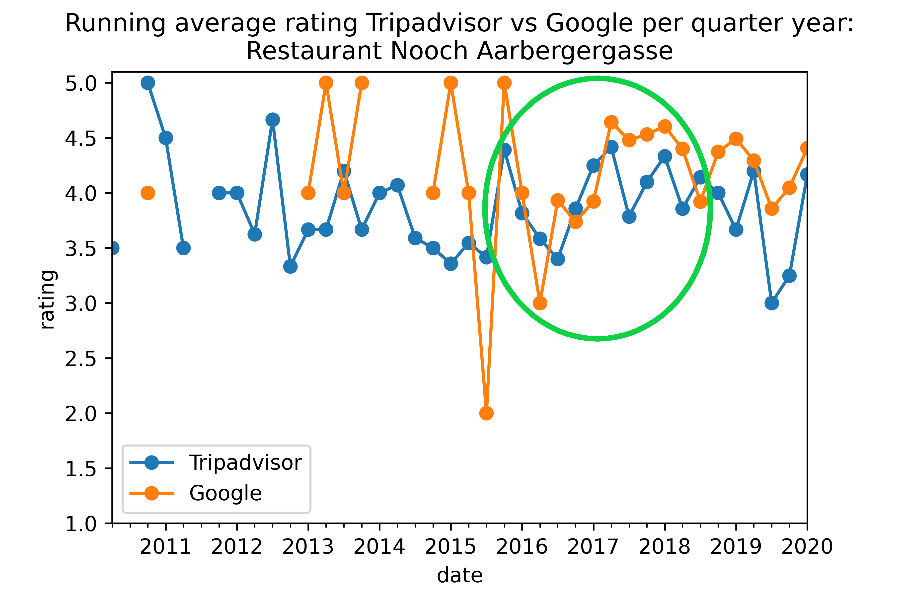 Running average rating Tripadvisor vs Google per quarter year:
Restaurant Nooch Aarbergergasse
5.0
4.5
4.0
3.5
3.0
2.5
2.0
1.5
1.0
rating
Tripadvisor
Google
2011 2012 2013 2014 2015 2016 2017 2018 2019 2020
date